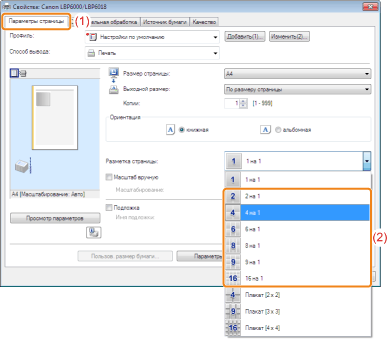 Свойства: Canon LBP6000/LBP6018
Параметры страницы (1) альная обработка Источник бумаги Качество
Профиль: Настройки по умолчанию Добавить(1)... Изменить(2)...
Способ вывода: Печать
Размер страницы: A4
Выходной размер: По размеру страницы
Копии: 1 [1 - 999]
Ориентация
A книжная A альбомная
Разметка страницы: 1 1 на 1
Масштаб вручную 1 1 на 1
Масштабирование: 2 2 на 1
A4 [Масштабирование: Авто] 4 4 на 1
Подложка 6 6 на 1
Имя подложки: 8 8 на 1
(2)
Просмотр параметров 9 9 на 1
Пользов. размер бумаги... Параметры 16 16 на 1
4 Плакат [2 x 2]
9 Плакат [3 x 3]
16 Плакат [4 x 4]